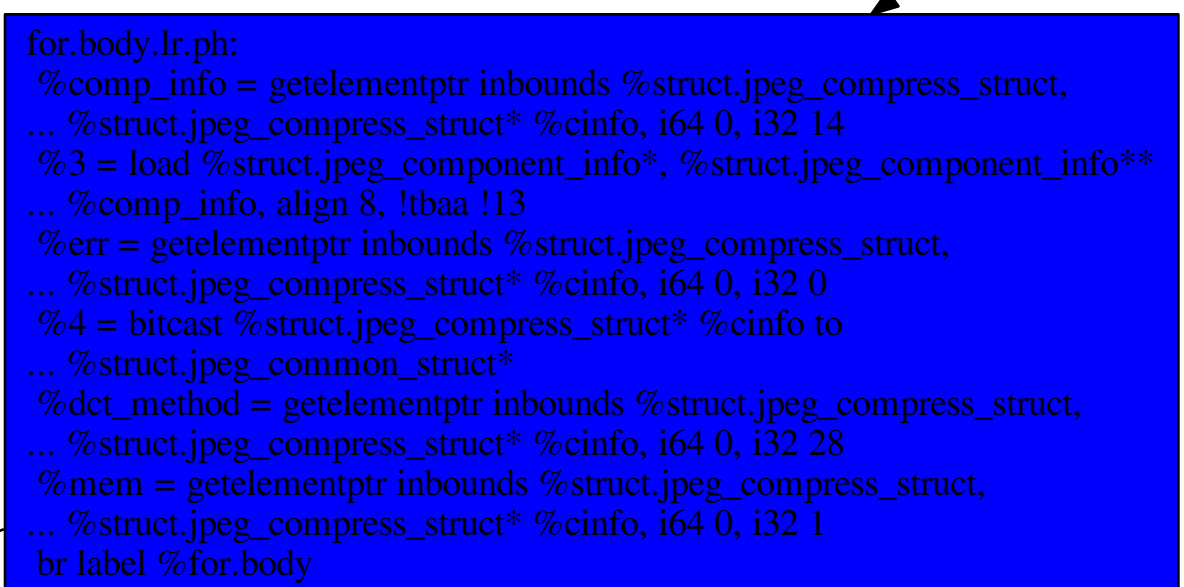 for.body.lr.ph:
%comp_info = getelementptr inbounds %struct.jpeg_compress_struct,
... %struct.jpeg_compress_struct* %cinfo, i64 0, i32 14
%3 = load %struct.jpeg_component_info*, %struct.jpeg_component_info**
... %comp_info, align 8, !tbaa !13
%err = getelementptr inbounds %struct.jpeg_compress_struct,
... %struct.jpeg_compress_struct* %cinfo, i64 0, i32 0
%4 = bitcast %struct.jpeg_compress_struct* %cinfo to
... %struct.jpeg_common_struct*
%dct_method = getelementptr inbounds %struct.jpeg_compress_struct,
... %struct.jpeg_compress_struct* %cinfo, i64 0, i32 28
%mem = getelementptr inbounds %struct.jpeg_compress_struct,
... %struct.jpeg_compress_struct* %cinfo, i64 0, i32 1
br label %for.body